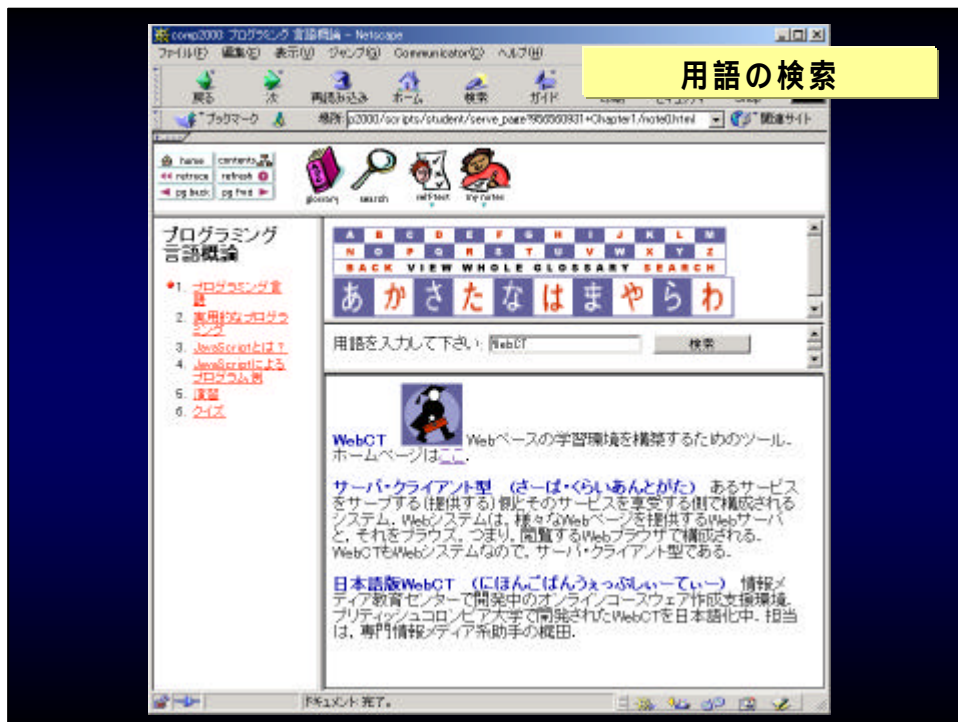 用語の検索
comp2000 プログラミング 言語概論 - Netscape
ファイル(F) 編集(E) 表示(V) ジャンプ(G) Communicator(C) ヘルプ(H)
戻る 次 再読み込み ホーム 検索 ガイド
ブックマーク 場所: p2000/scripts/student/serve_page?956560931+Chapter1/note0.html 関連サイト
home contents
retrace refresh
pg back pg fwd
glossary search self-test my notes
プログラミング
言語概論
1. プログラミング言
語
2. 実用的なプログラ
ミング
3. JavaScriptとは?
4. JavaScriptによる
プログラム例
5. 演習
6. クイズ
A B C D E F G H I J K L M
N O P Q R S T U V W X Y Z
BACK VIEW WHOLE GLOSSARY SEARCH
あ か さ た な は ま や ら わ
用語を入力して下さい: WebCT 検索
WebCT Webベースの学習環境を構築するためのツール.
ホームページはここ.
サーバ・クライアント型 (さーば・くらいあんとがた) あるサービス
をサーブする(提供する)側とそのサービスを享受する側で構成される
システム. Webシステムは, 様々なWebページを提供するWebサーバ
と, それをブラウズ, つまり, 閲覧するWebブラウザで構成される.
WebCTもWebシステムなので, サーバ・クライアント型である.
日本語版WebCT (にほんごばんうぇっぶしぃーてぃー) 情報メ
ディア教育センターで開発中のオンラインコースウェア作成支援環境.
ブリティッシュコロンビア大学で開発されたWebCTを日本語化中. 担当
は, 専門情報メディア系助手の梶田.
ドキュメント: 完了。